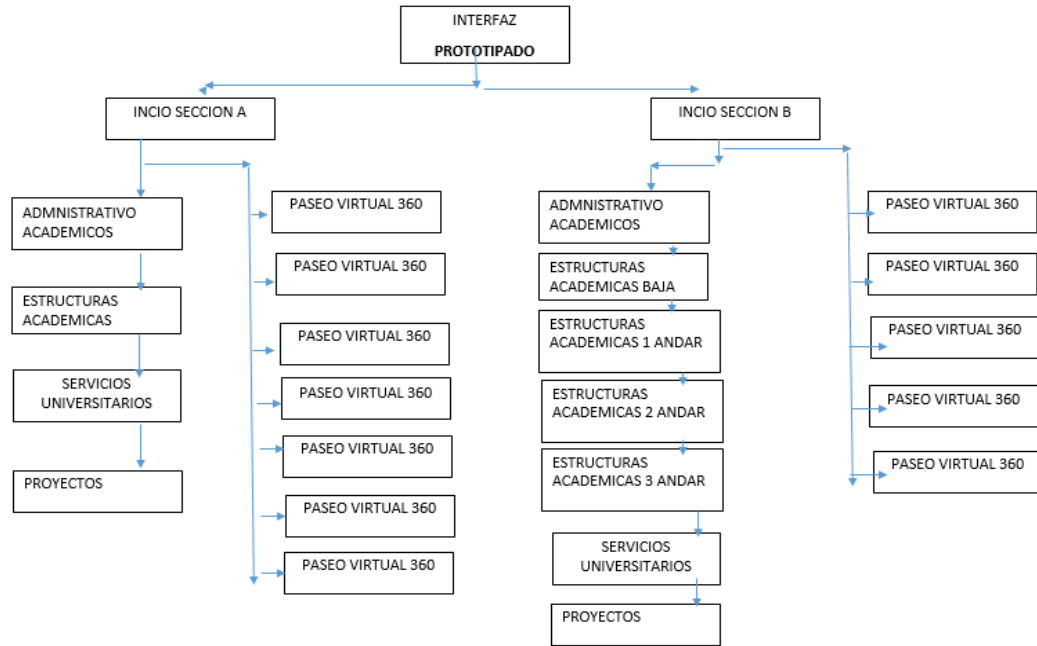 INTERFAZ
PROTOTIPADO
INCIO SECCION A
INCIO SECCION B
ADMNISTRATIVO
ACADEMICOS
ESTRUCTURAS
ACADEMICAS
SERVICIOS
UNIVERSITARIOS
PROYECTOS
PASEO VIRTUAL 360
PASEO VIRTUAL 360
PASEO VIRTUAL 360
PASEO VIRTUAL 360
PASEO VIRTUAL 360
PASEO VIRTUAL 360
PASEO VIRTUAL 360
ADMNISTRATIVO
ACADEMICOS
ESTRUCTURAS
ACADEMICAS BAJA
ESTRUCTURAS
ACADEMICAS 1 ANDAR
ESTRUCTURAS
ACADEMICAS 2 ANDAR
ESTRUCTURAS
ACADEMICAS 3 ANDAR
SERVICIOS
UNIVERSITARIOS
PROYECTOS
PASEO VIRTUAL 360
PASEO VIRTUAL 360
PASEO VIRTUAL 360
PASEO VIRTUAL 360
PASEO VIRTUAL 360